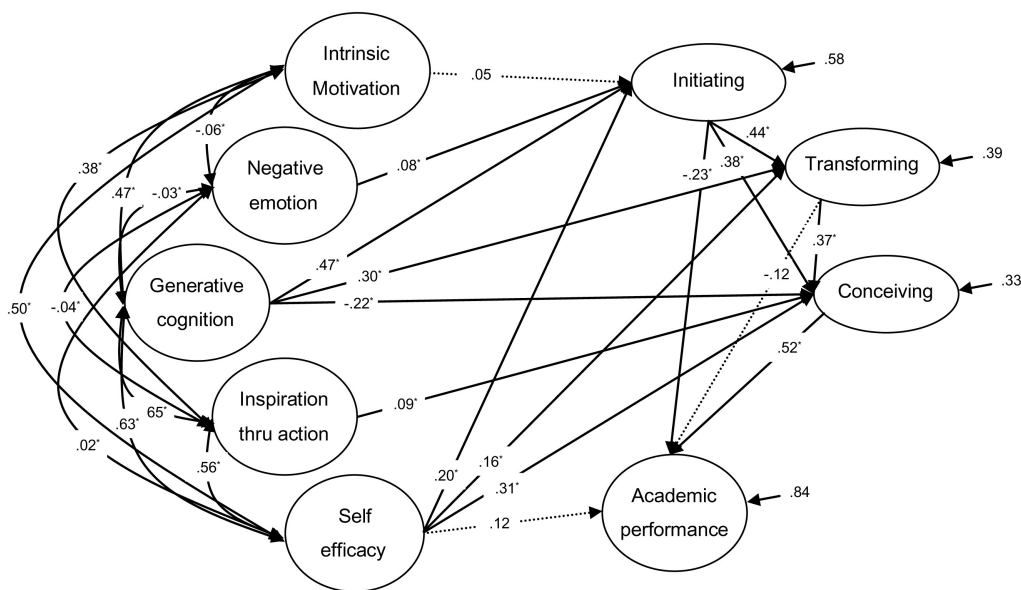 Intrinsic
Motivation
.05
Initiating
.58
-.06*
.44*
.38*
Negative
emotion
.08*
-.23*
.38*
Transforming
.39
.47*
-.03*
.37*
Generative
cognition
.47*
.30*
-.22*
-.12
Conceiving
.33
.50*
-.04*
.52*
Inspiration
thru action
.09*
65*
.63*
.02*
.56*
.20*
.16*
.31*
Self
efficacy
.12
Academic
performance
.84